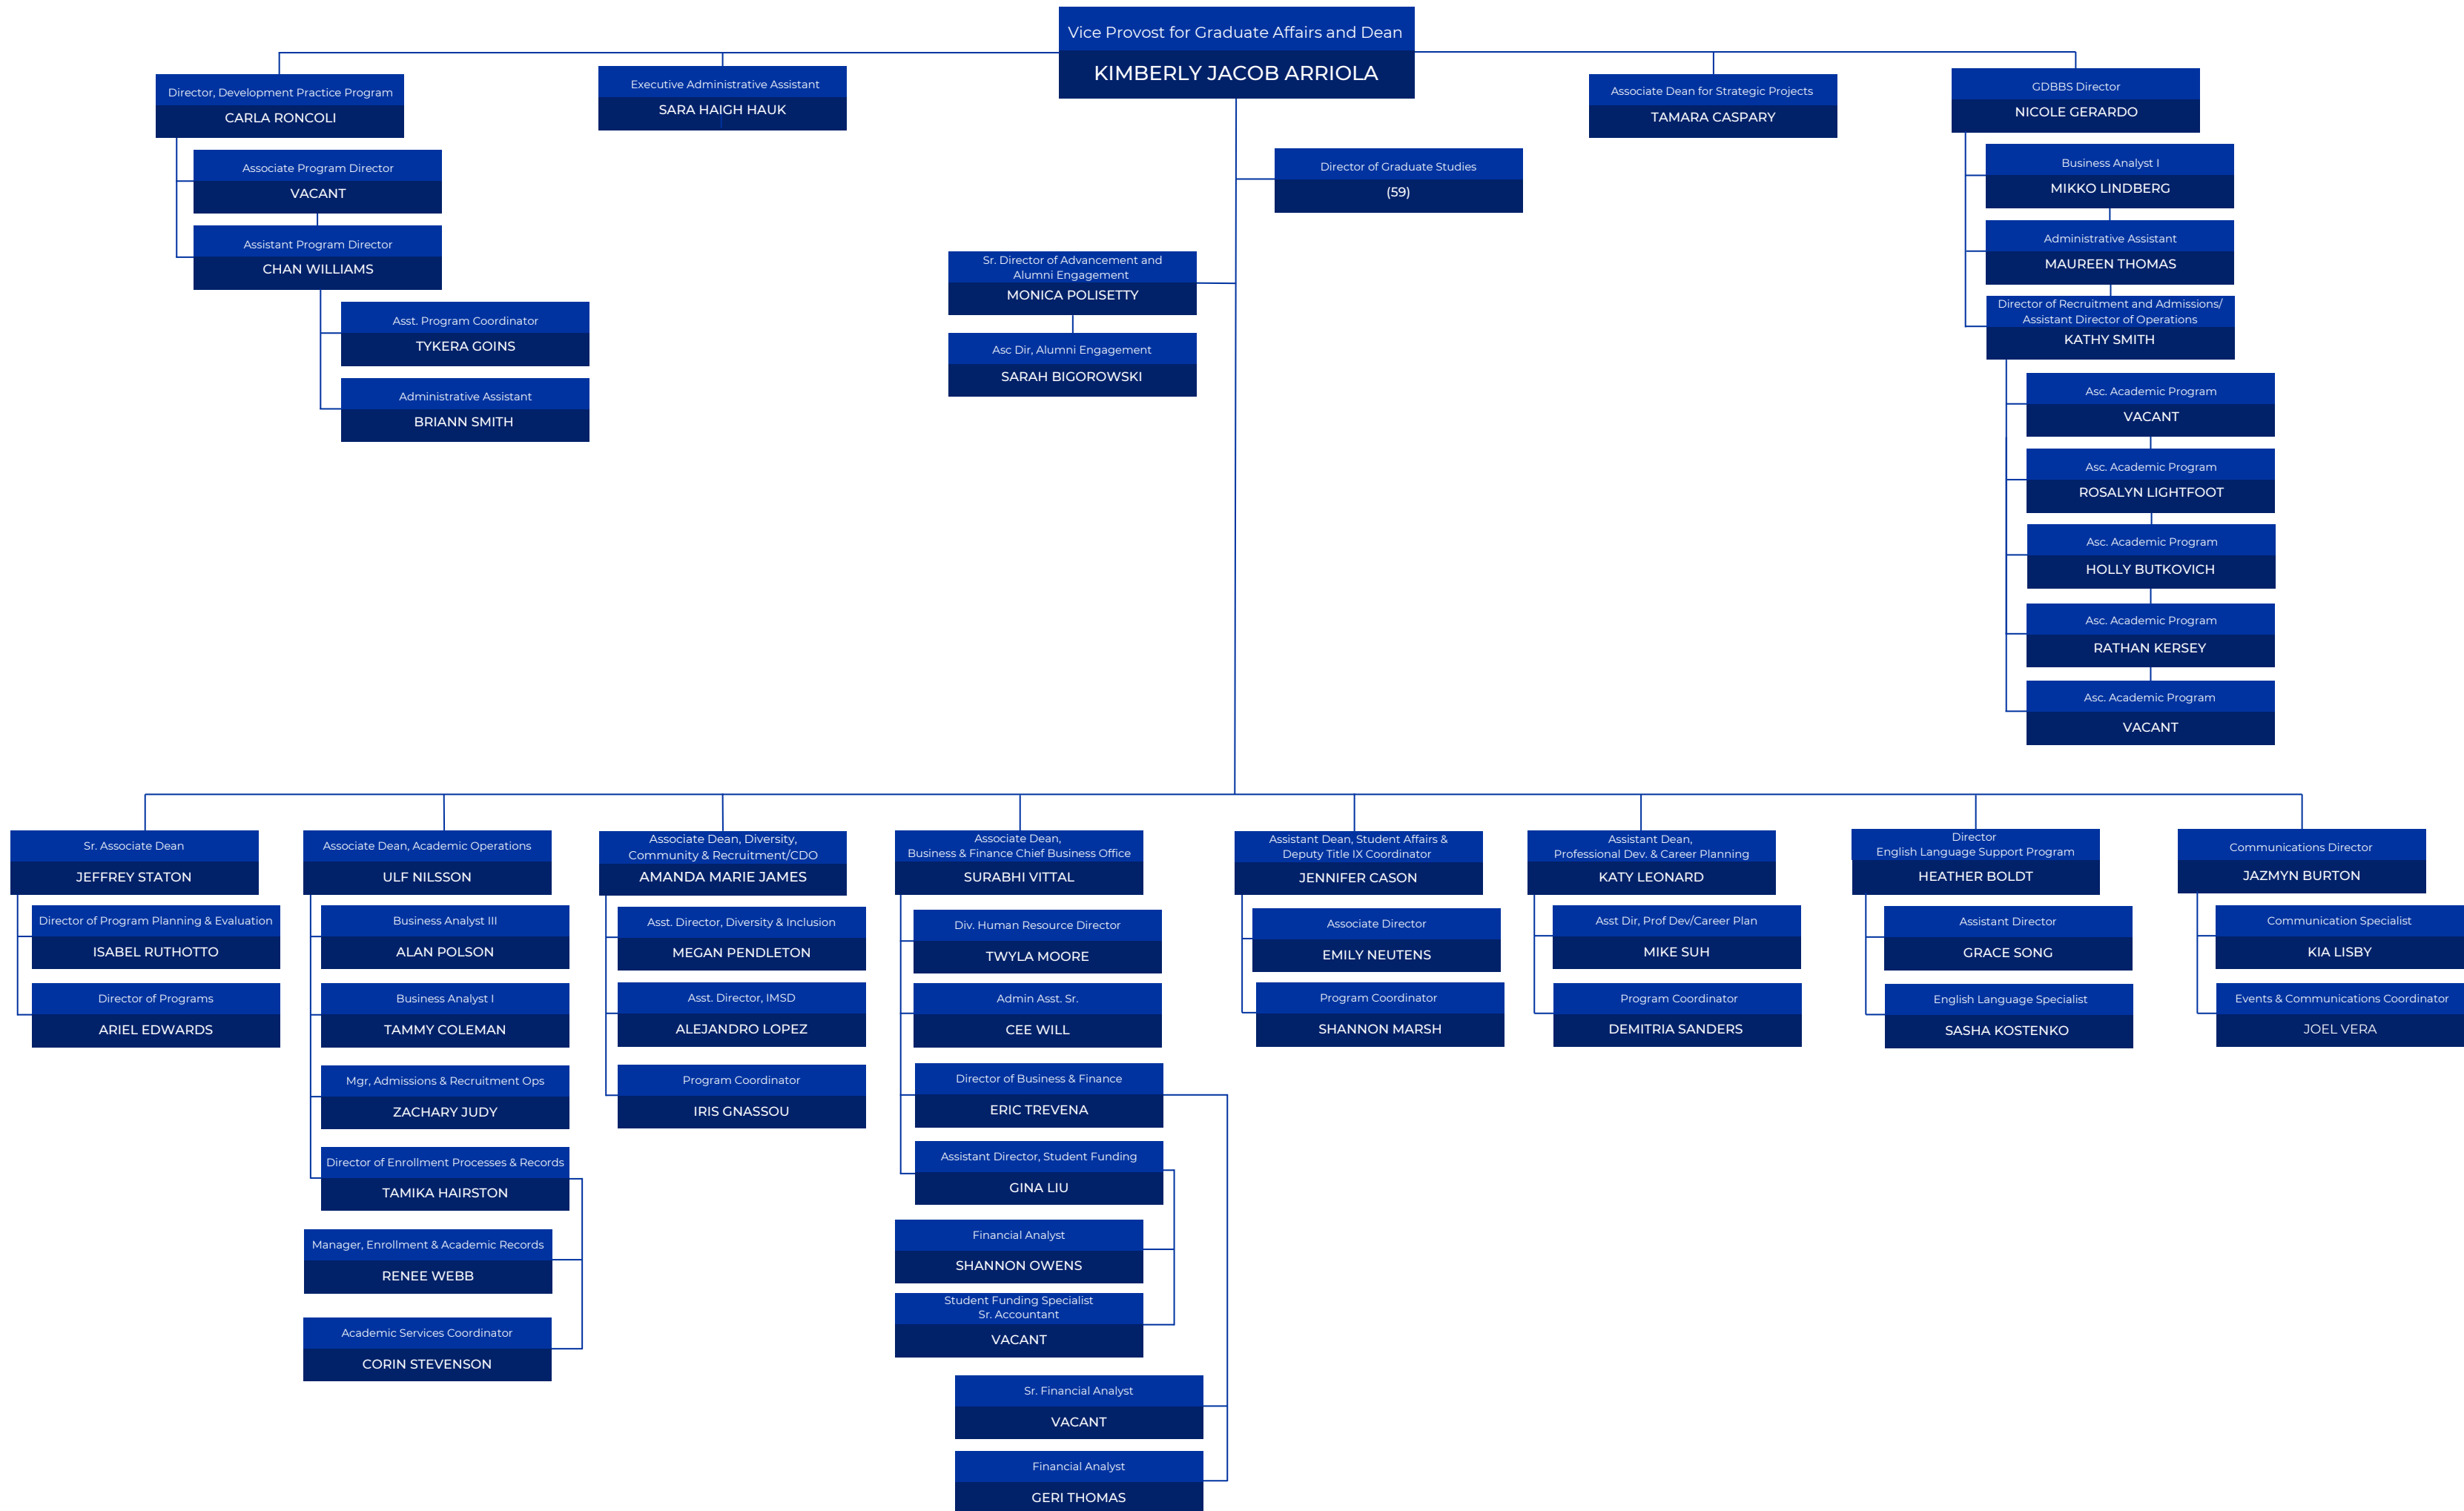 Vice Provost for Graduate Affairs and Dean
KIMBERLY JACOB ARRIOLA
Director, Development Practice Program
CARLA RONCOLI
Associate Program Director
VACANT
Assistant Program Director
CHAN WILLIAMS
Asst. Program Coordinator
TYKERA GOINS
Administrative Assistant
BRIANN SMITH
Executive Administrative Assistant
SARA HAIGH HAUK
Director of Graduate Studies
(59)
Sr. Director of Advancement and
Alumni Engagement
MONICA POLISETTY
Asc Dir, Alumni Engagement
SARAH BIGOROWSKI
Associate Dean for Strategic Projects
TAMARA CASPARY
GDBBS Director
NICOLE GERARDO
Business Analyst I
MIKKO LINDBERG
Administrative Assistant
MAUREEN THOMAS
Director of Recruitment and Admissions/
Assistant Director of Operations
KATHY SMITH
Asc. Academic Program
VACANT
Asc. Academic Program
ROSALYN LIGHTFOOT
Asc. Academic Program
HOLLY BUTKOVICH
Asc. Academic Program
RATHAN KERSEY
Asc. Academic Program
VACANT
Sr. Associate Dean
JEFFREY STATON
Director of Program Planning & Evaluation
ISABEL RUTHOTTO
Director of Programs
ARIEL EDWARDS
Associate Dean, Academic Operations
ULF NILSSON
Business Analyst III
ALAN POLSON
Business Analyst I
TAMMY COLEMAN
Mgr, Admissions & Recruitment Ops
ZACHARY JUDY
Director of Enrollment Processes & Records
TAMIKA HAIRSTON
Manager, Enrollment & Academic Records
RENEE WEBB
Academic Services Coordinator
CORIN STEVENSON
Associate Dean, Diversity,
Community & Recruitment/CDO
AMANDA MARIE JAMES
Asst. Director, Diversity & Inclusion
MEGAN PENDLETON
Asst. Director, IMSD
ALEJANDRO LOPEZ
Program Coordinator
IRIS GNASSOU
Associate Dean,
Business & Finance Chief Business Office
SURABHI VITTAL
Div. Human Resource Director
TWYLA MOORE
Admin Asst. Sr.
CEE WILL
Director of Business & Finance
ERIC TREVENA
Assistant Director, Student Funding
GINA LIU
Financial Analyst
SHANNON OWENS
Student Funding Specialist
Sr. Accountant
VACANT
Sr. Financial Analyst
VACANT
Financial Analyst
GERI THOMAS
Assistant Dean, Student Affairs &
Deputy Title IX Coordinator
JENNIFER CASON
Associate Director
EMILY NEUTENS
Program Coordinator
SHANNON MARSH
Assistant Dean,
Professional Dev. & Career Planning
KATY LEONARD
Asst Dir, Prof Dev/Career Plan
MIKE SUH
Program Coordinator
DEMITRIA SANDERS
Director
English Language Support Program
HEATHER BOLDT
Assistant Director
GRACE SONG
English Language Specialist
SASHA KOSTENKO
Communications Director
JAZMYN BURTON
Communication Specialist
KIA LISBY
Events & Communications Coordinator
JOEL VERA